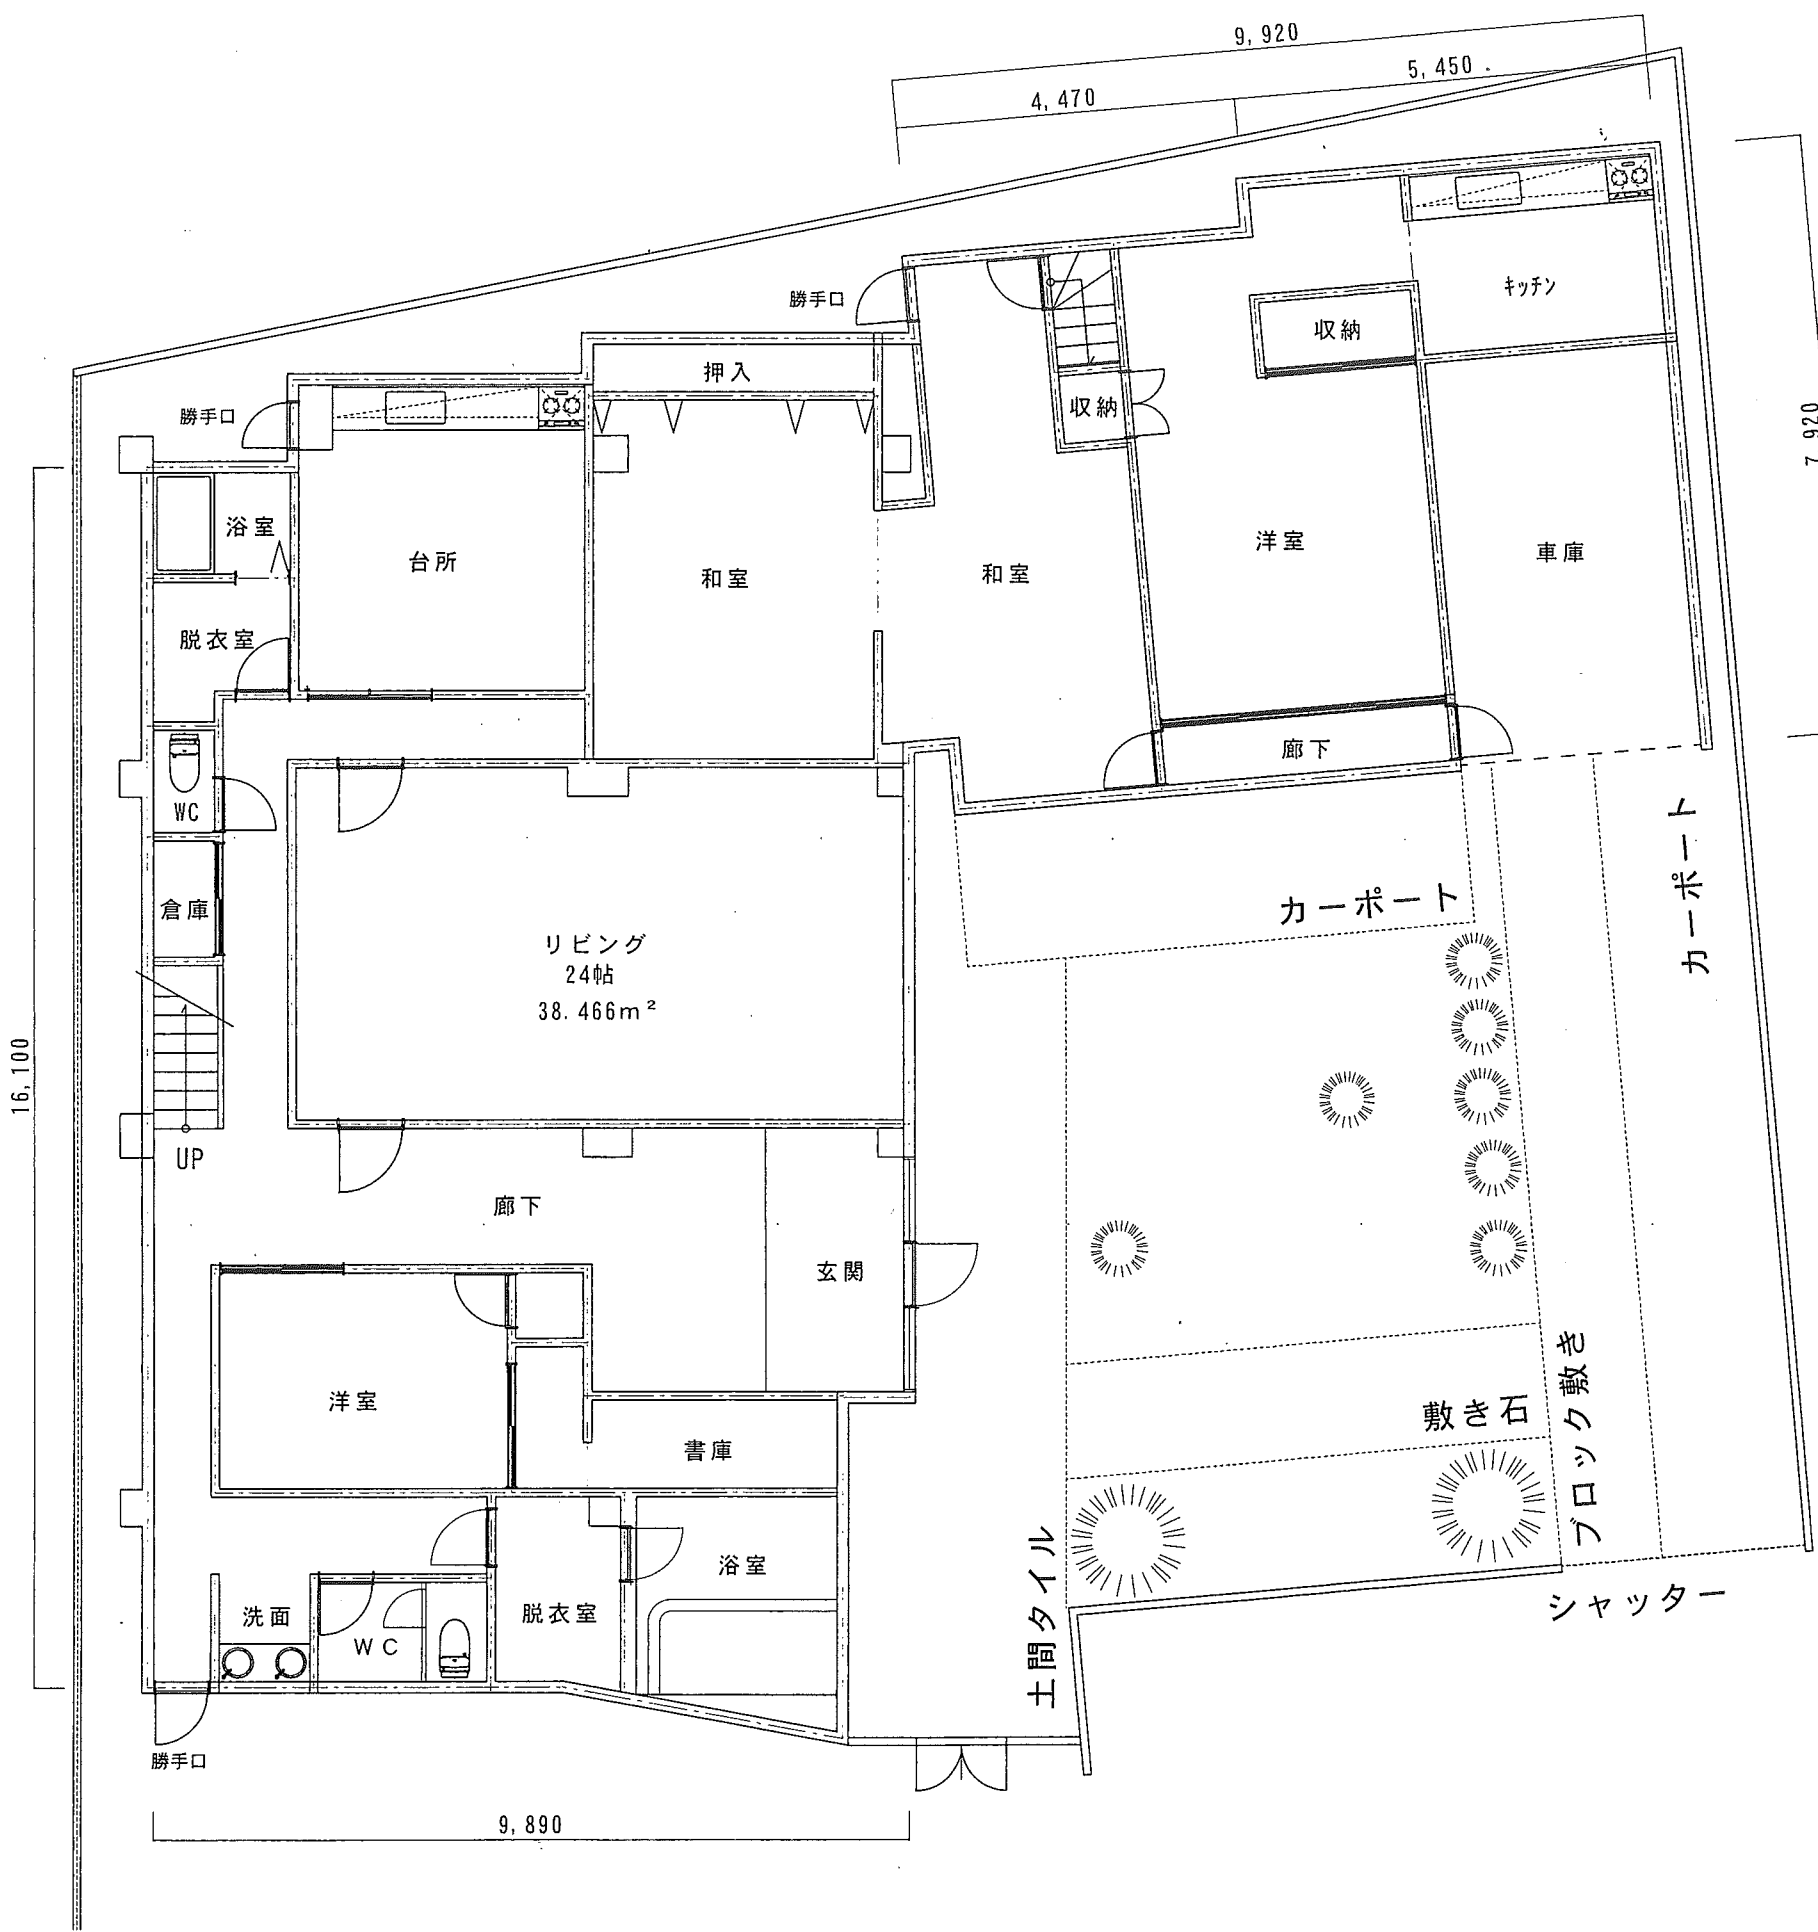 9,920
5,450
4,470
7,920
勝手口
キッチン
収納
押入
収納
勝手口
浴室
台所
和室
和室
洋室
車庫
脱衣室
廊下
WC
カーポート
カーポート
倉庫
リビング
24帖
38.466m²
16,100
UP
廊下
玄関
洋室
書庫
敷き石
ブロック敷き
浴室
脱衣室
洗面
WC
土間タイル
シャッター
勝手口
9,890